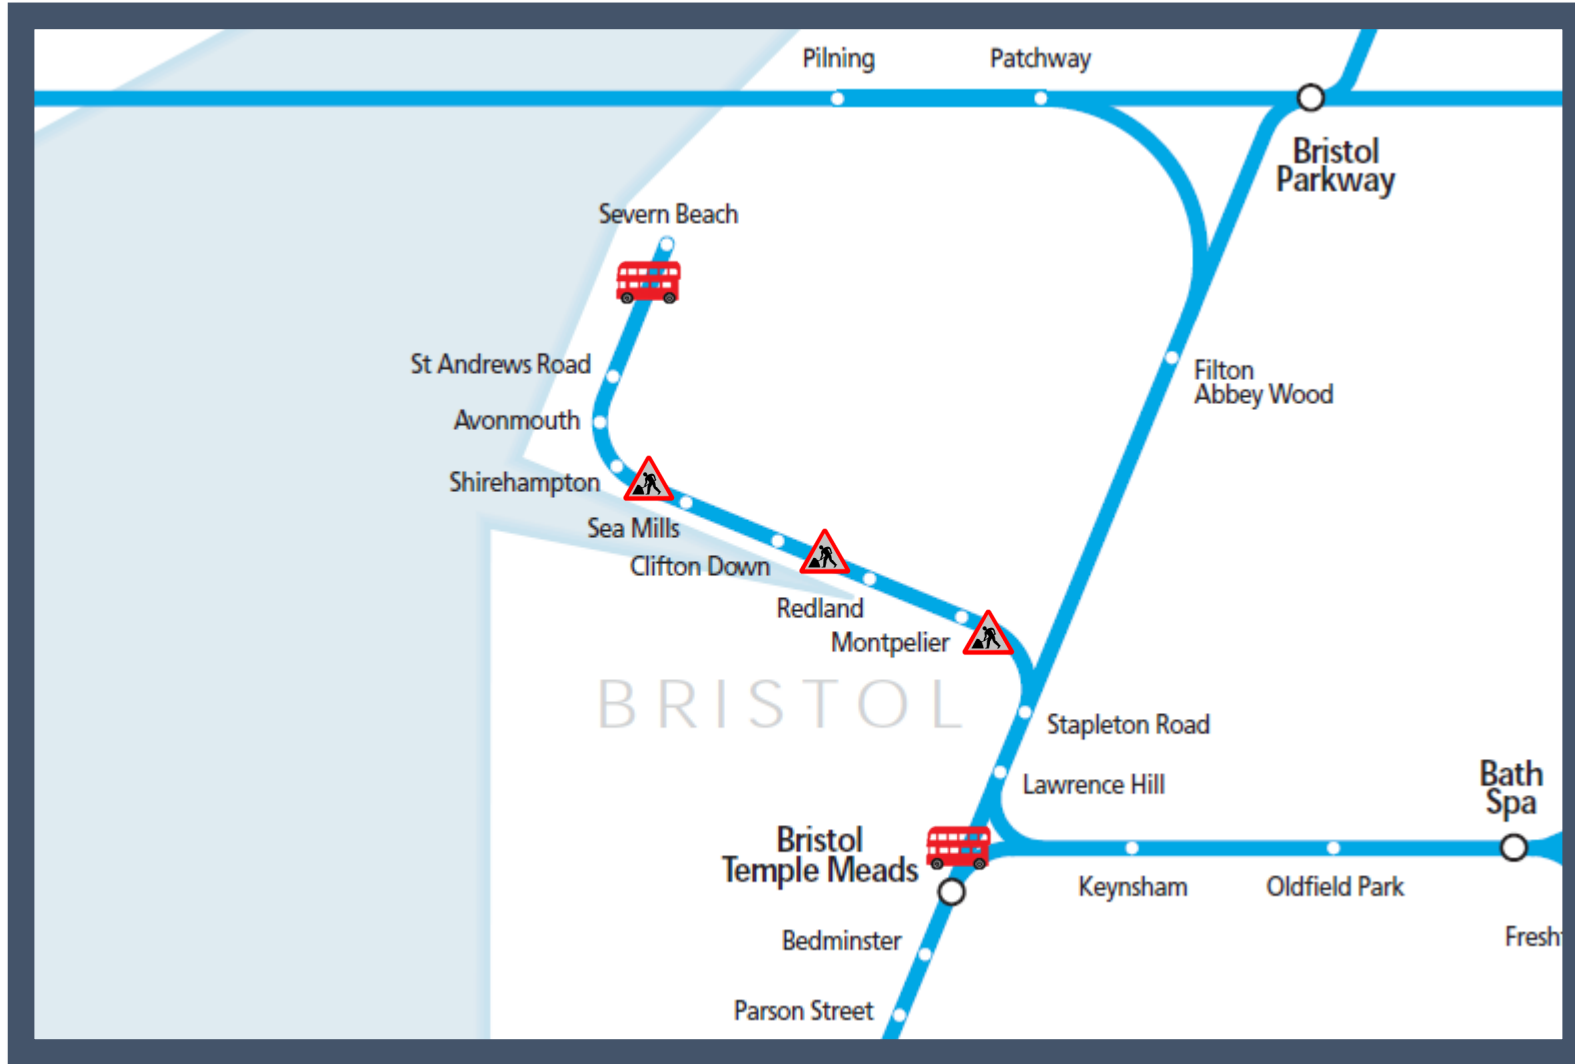 Pilning
Patchway
Bristol
Parkway
Severn Beach
St Andrews Road
Filton
Abbey Wood
Avonmouth
Shirehampton
Sea Mills
Clifton Down
Redland
Montpelier
BRISTOL
Stapleton Road
Lawrence Hill
Bath
Spa
Bristol
Temple Meads
Keynsham
Oldfield Park
Bedminster
Parson Street